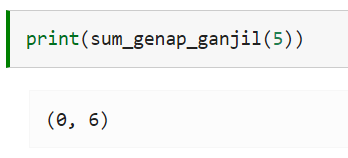 print(sum_genap_ganjil(5))
(0, 6)